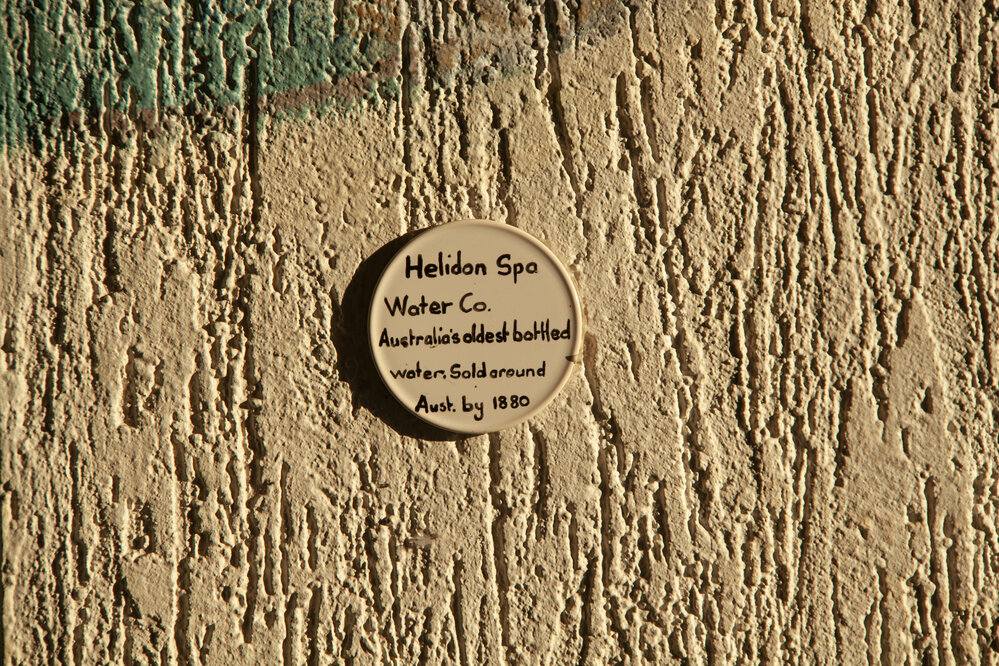 Helidon Spa
Water Co.
Australia's oldest bottled
water. Sold around
Aust. by 1880